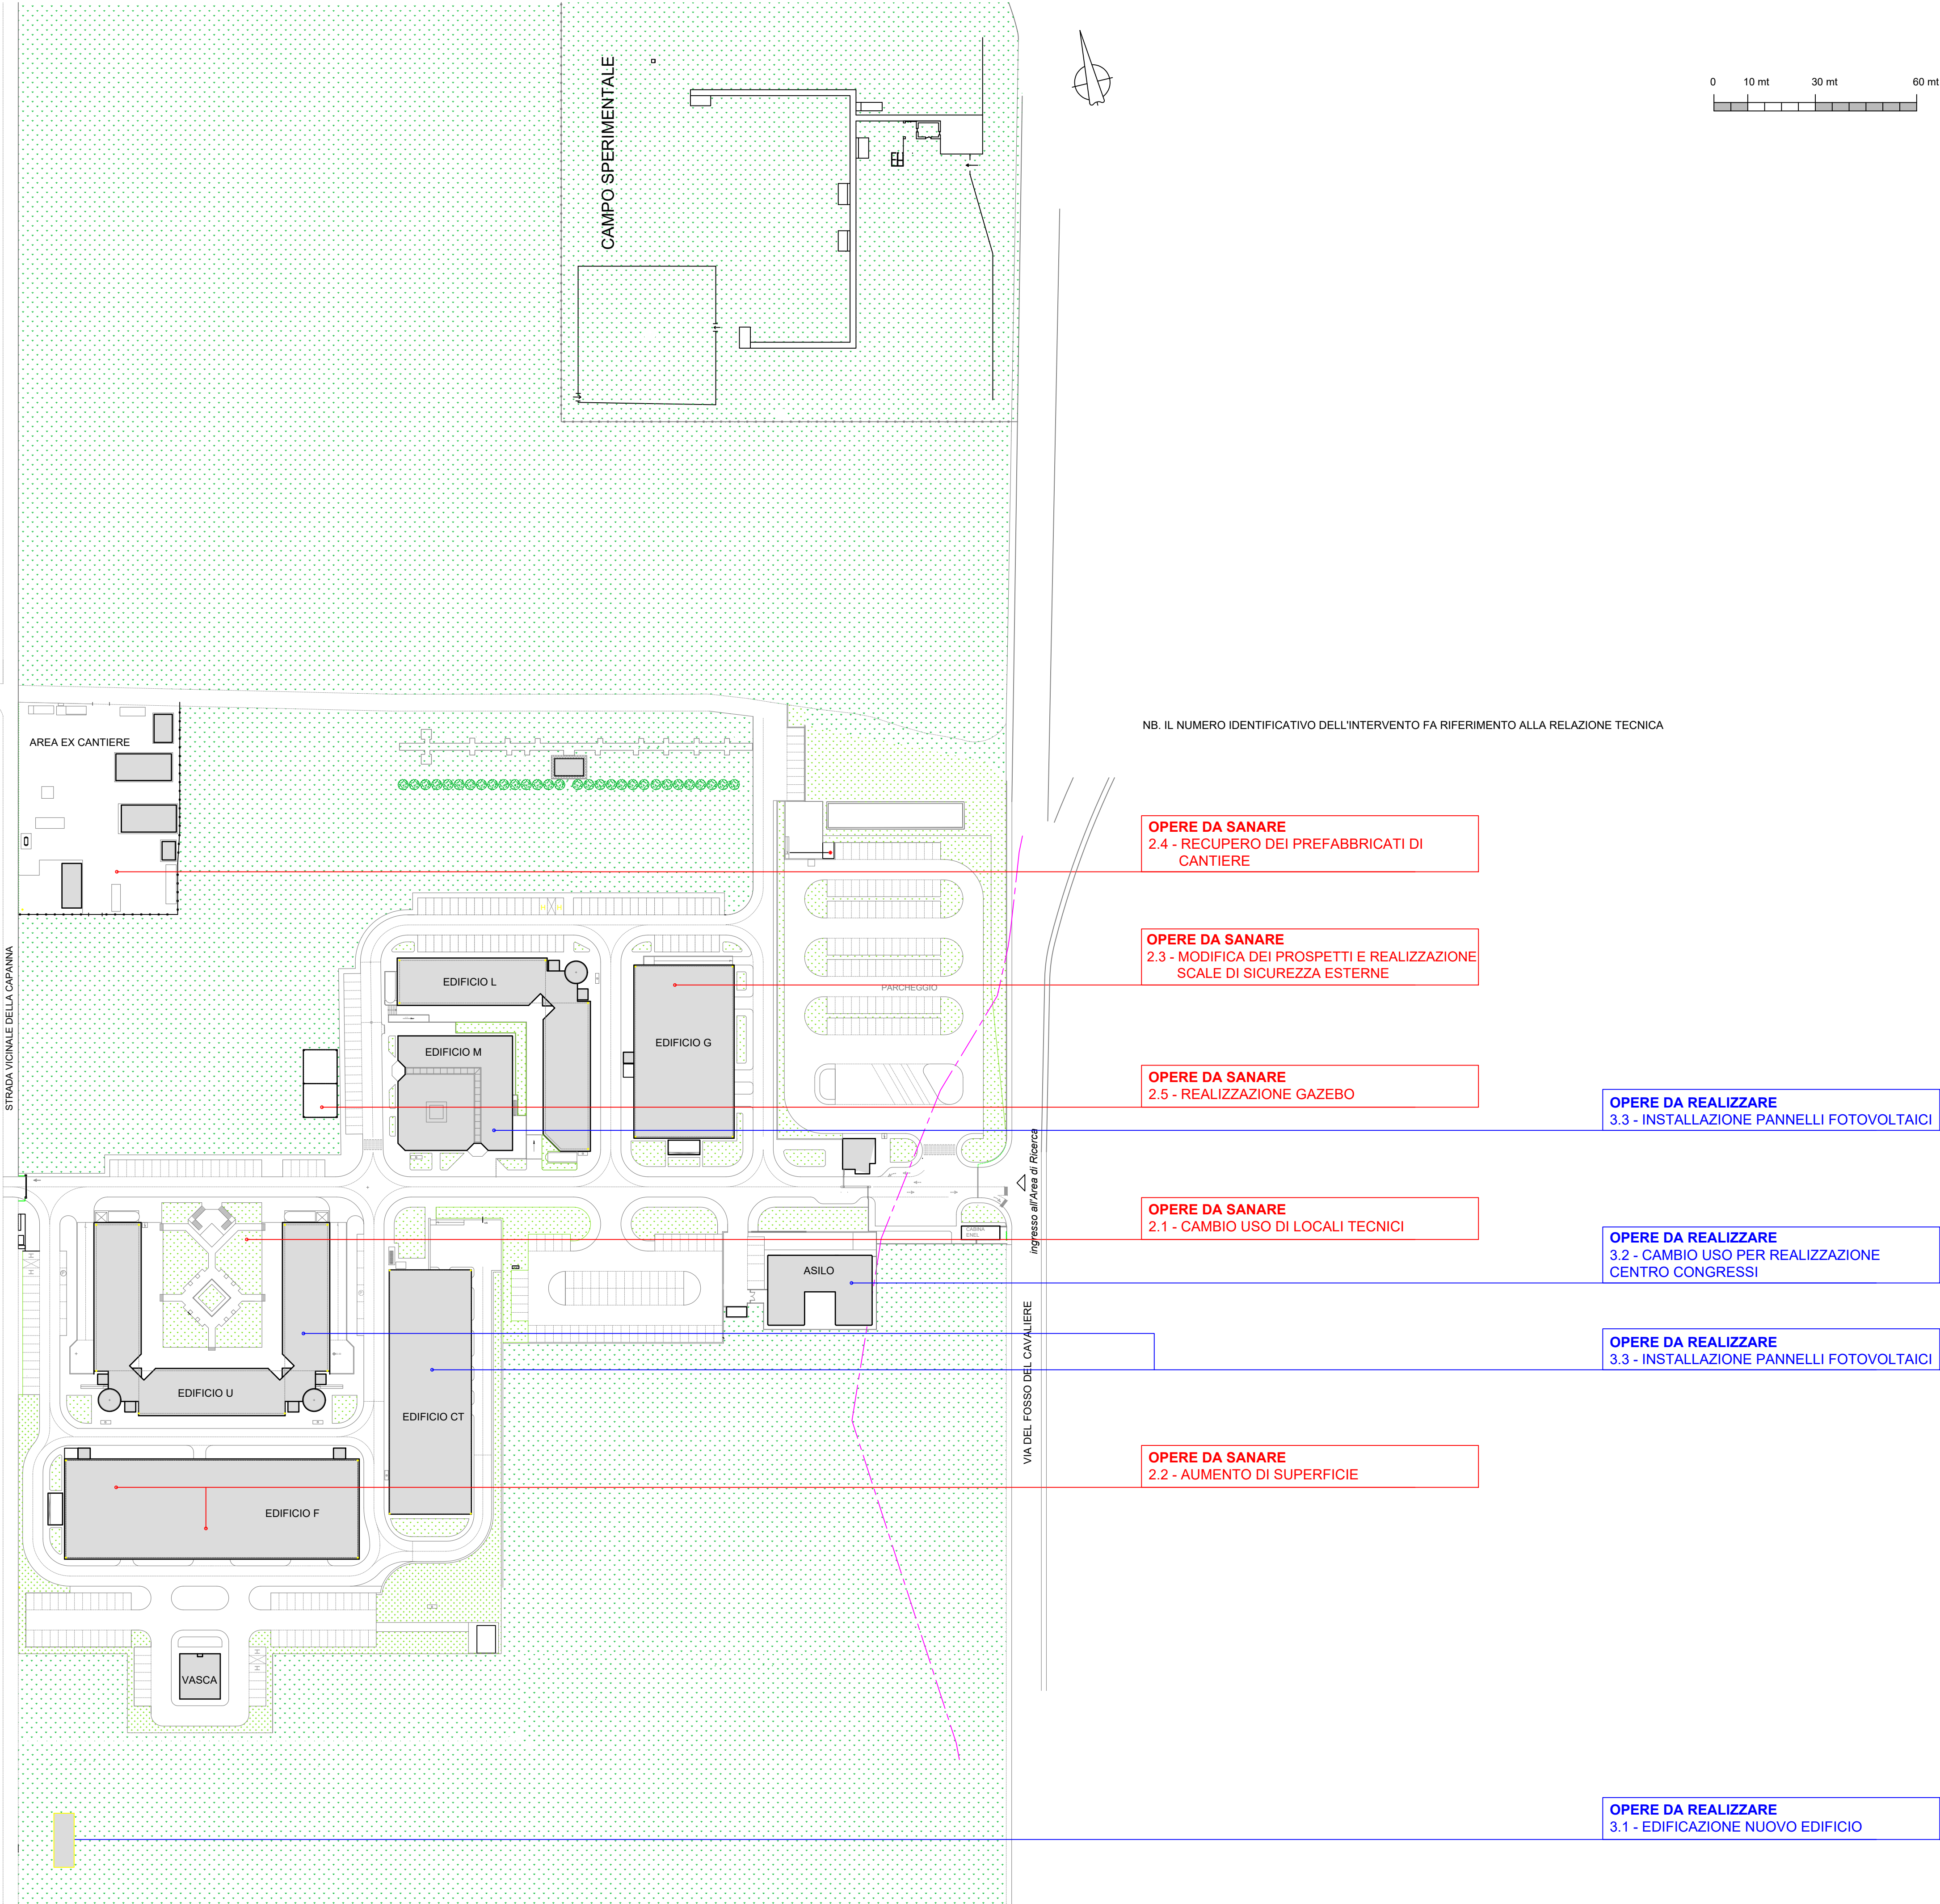 CAMPO SPERIMENTALE
0 10 mt 30 mt 60 mt
NB. IL NUMERO IDENTIFICATIVO DELL'INTERVENTO FA RIFERIMENTO ALLA RELAZIONE TECNICA
AREA EX CANTIERE
OPERE DA SANARE
2.4 - RECUPERO DEI PREFABBRICATI DI
CANTIERE
OPERE DA SANARE
2.3 - MODIFICA DEI PROSPETTI E REALIZZAZIONE
SCALE DI SICUREZZA ESTERNE
STRADA VICINALE DELLA CAPANNA
EDIFICIO L
PARCHEGGIO
EDIFICIO G
EDIFICIO M
OPERE DA SANARE
2.5 - REALIZZAZIONE GAZEBO
OPERE DA REALIZZARE
3.3 - INSTALLAZIONE PANNELLI FOTOVOLTAICI
ingresso all'Area di Ricerca
OPERE DA SANARE
2.1 - CAMBIO USO DI LOCALI TECNICI
CABINA
ENEL
OPERE DA REALIZZARE
3.2 - CAMBIO USO PER REALIZZAZIONE
CENTRO CONGRESSI
ASILO
VIA DEL FOSSO DEL CAVALIERE
OPERE DA REALIZZARE
3.3 - INSTALLAZIONE PANNELLI FOTOVOLTAICI
EDIFICIO U
EDIFICIO CT
OPERE DA SANARE
2.2 - AUMENTO DI SUPERFICIE
EDIFICIO F
VASCA
OPERE DA REALIZZARE
3.1 - EDIFICAZIONE NUOVO EDIFICIO